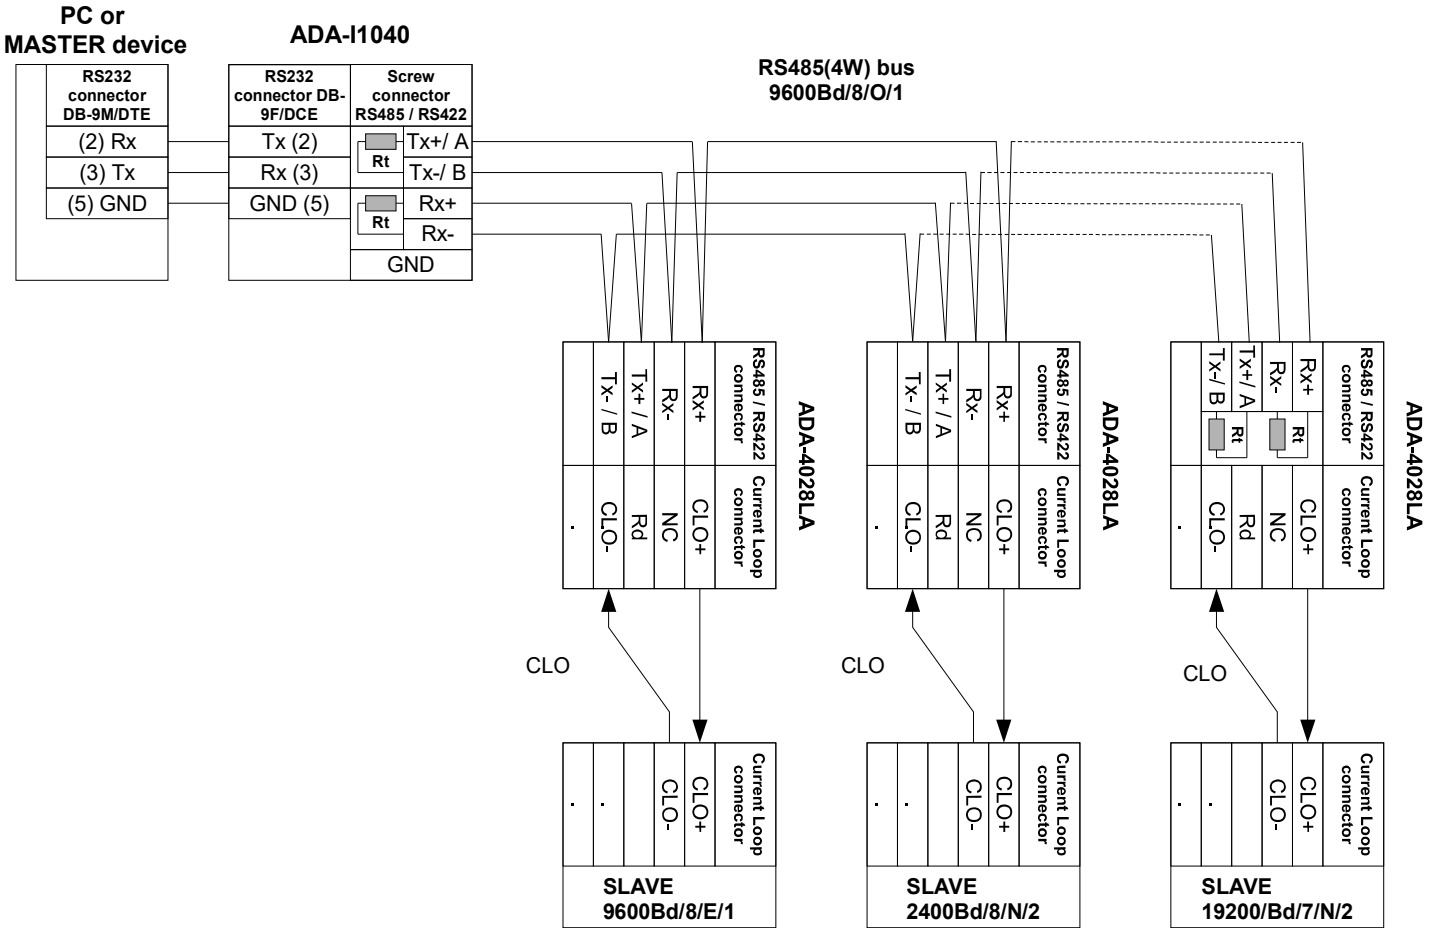 PC or
MASTER device
ADA-I1040
RS485(4W) bus
9600Bd/8/O/1
RS232
connector
DB-9M/DTE
(2) Rx
(3) Tx
(5) GND
RS232
connector DB-
9F/DCE
Tx (2)
Rx (3)
GND (5)
Screw
connector
RS485 / RS422
Rt
Tx+/ A
Tx-/ B
Rt
Rx+
Rx-
GND
RS485 / RS422
connector
Rx+
Rx-
Tx+ / A
Tx- / B
Current Loop
connector
CLO+
NC
Rd
CLO-
.
ADA-4028LA
RS485 / RS422
connector
Rx+
Rx-
Tx+ / A
Tx- / B
Current Loop
connector
CLO+
NC
Rd
CLO-
.
ADA-4028LA
RS485 / RS422
connector
Rx+
Rx-
Tx+/ A
Tx-/ B
Rt
Rt
Current Loop
connector
CLO+
NC
Rd
CLO-
.
ADA-4028LA
CLO
CLO
CLO
Current Loop
connector
CLO+
CLO-
.
.
SLAVE
9600Bd/8/E/1
Current Loop
connector
CLO+
CLO-
.
.
SLAVE
2400Bd/8/N/2
Current Loop
connector
CLO+
CLO-
.
.
SLAVE
19200/Bd/7/N/2